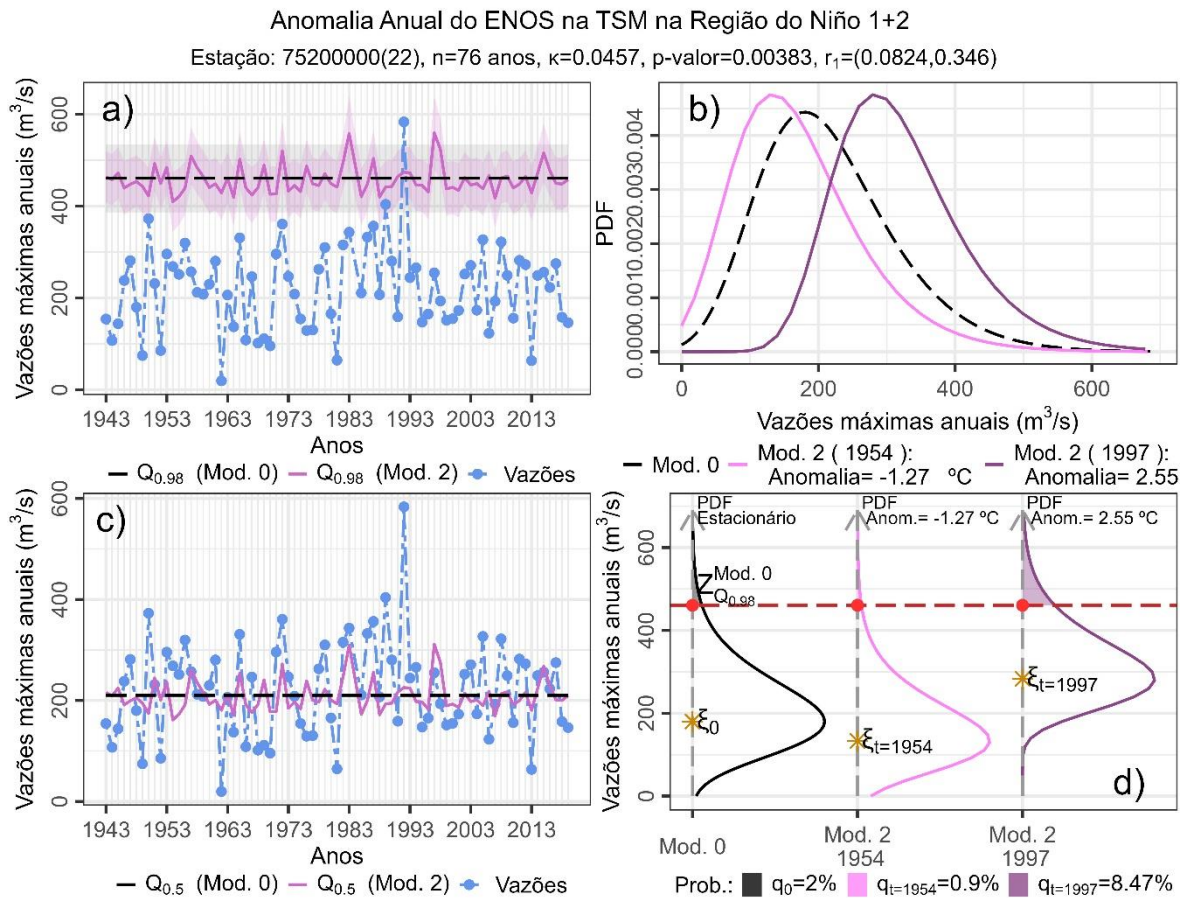 Anomalia Anual do ENOS na TSM na Região do Niño 1+2
Estação: 75200000(22), n=76 anos, κ=0.0457, p-valor=0.00383, r₁=(0.0824,0.346)
a)
Vazões máximas anuais (m³/s)
600
400
200
0
1943 1953 1963 1973 1983 1993 2003 2013
Anos
Q₀.₉₈ (Mod. 0) Q₀.₉₈ (Mod. 2) Vazões
b)
PDF
0.0000.0010.0020.0030.004
0 200 400 600
Vazões máximas anuais (m³/s)
Mod. 0 Mod. 2 ( 1954 ): Mod. 2 ( 1997 ):
Anomalia= -1.27 ºC Anomalia= 2.55
c)
Vazões máximas anuais (m³/s)
600
400
200
0
1943 1953 1963 1973 1983 1993 2003 2013
Anos
Q₀.₅ (Mod. 0) Q₀.₅ (Mod. 2) Vazões
d)
Vazões máximas anuais (m³/s)
600
400
200
0
PDF
Estacionário
PDF
Anom.= -1.27 ºC
PDF
Anom.= 2.55 ºC
Mod. 0
Q₀.₉₈
ξ₀
ξt=1954
ξt=1997
Mod. 0
Mod. 2
1954
Mod. 2
1997
Prob.: q₀=2% qt=1954=0.9% qt=1997=8.47%